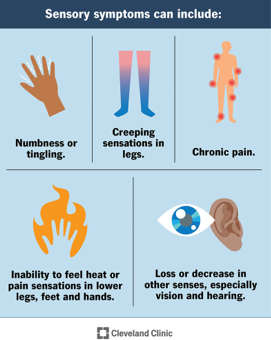 Sensory symptoms can include:
Numbness or
tingling.
Creeping
sensations in
legs.
Chronic pain.
Inability to feel heat or
pain sensations in lower
legs, feet and hands.
Loss or decrease in
other senses, especially
vision and hearing.
Cleveland Clinic